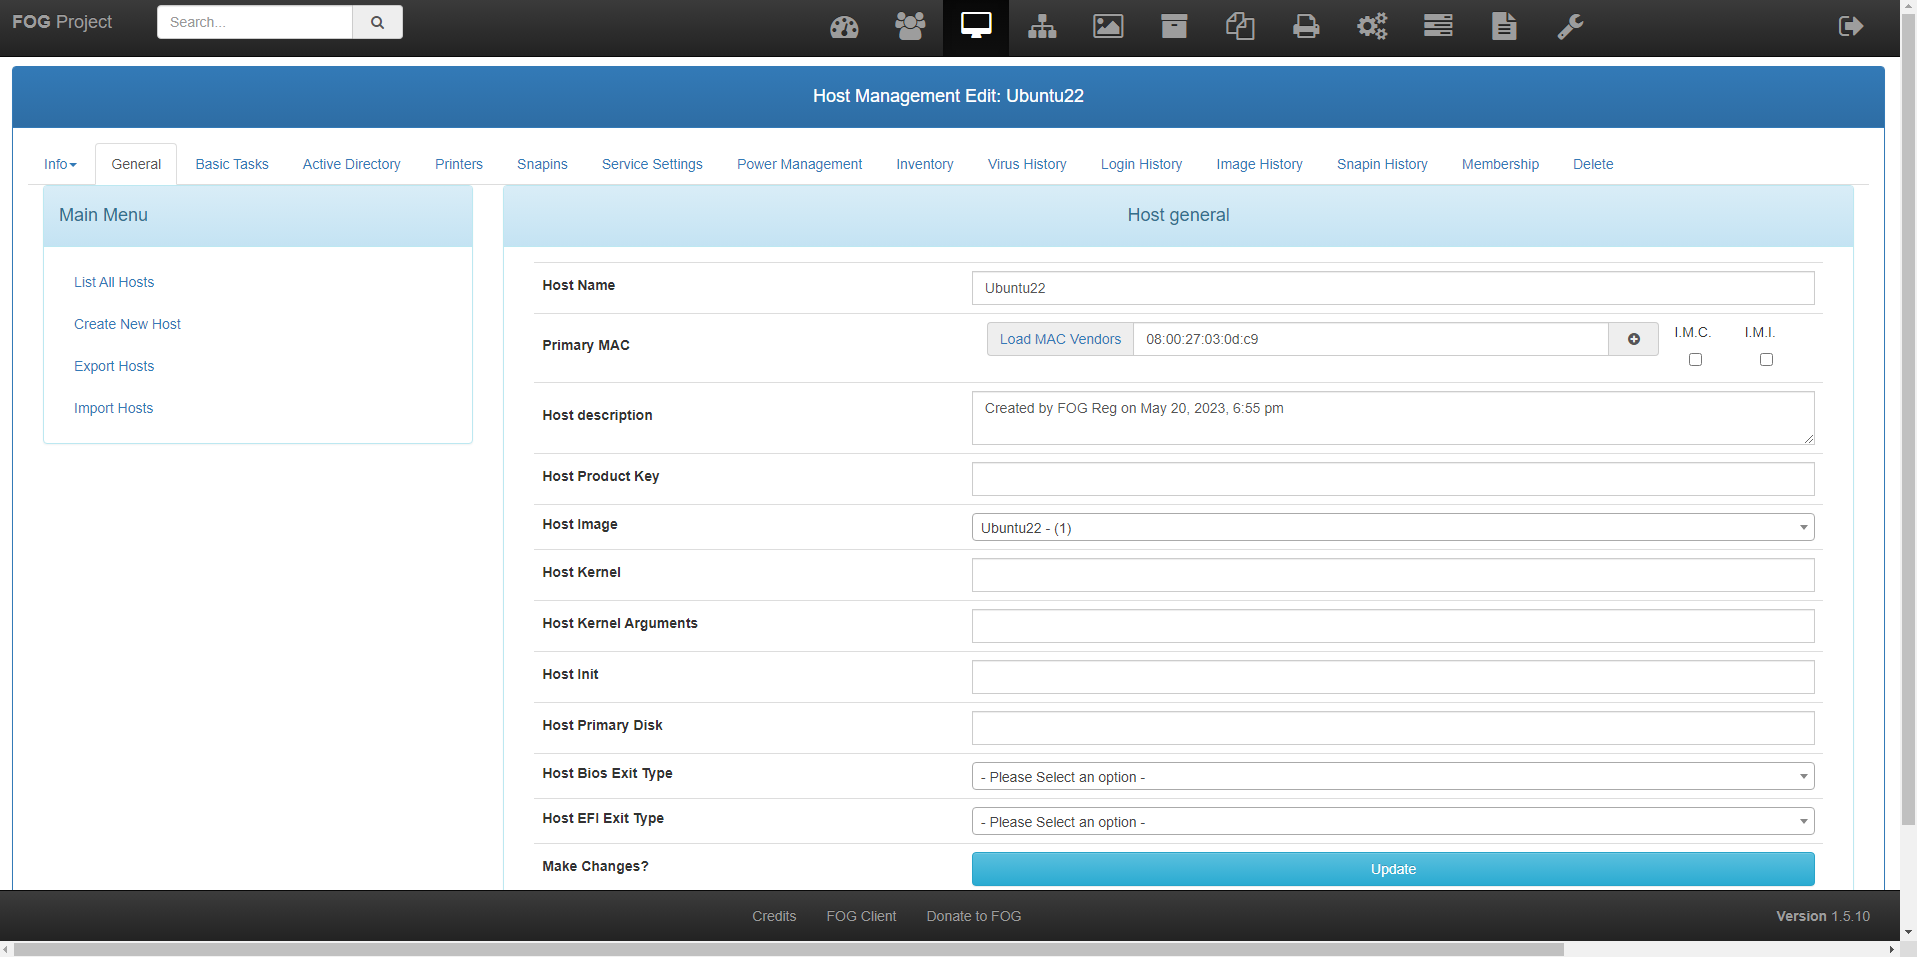 FOG Project
Search...
Host Management Edit: Ubuntu22
Info General Basic Tasks Active Directory Printers Snapins Service Settings Power Management Inventory Virus History Login History Image History Snapin History Membership Delete
Main Menu
List All Hosts
Create New Host
Export Hosts
Import Hosts
Host general
Host Name Ubuntu22
Primary MAC Load MAC Vendors 08:00:27:03:0d:c9 I.M.C. I.M.I.
Host description Created by FOG Reg on May 20, 2023, 6:55 pm
Host Product Key
Host Image Ubuntu22 - (1)
Host Kernel
Host Kernel Arguments
Host Init
Host Primary Disk
Host Bios Exit Type - Please Select an option -
Host EFI Exit Type - Please Select an option -
Make Changes? Update
Credits FOG Client Donate to FOG Version 1.5.10